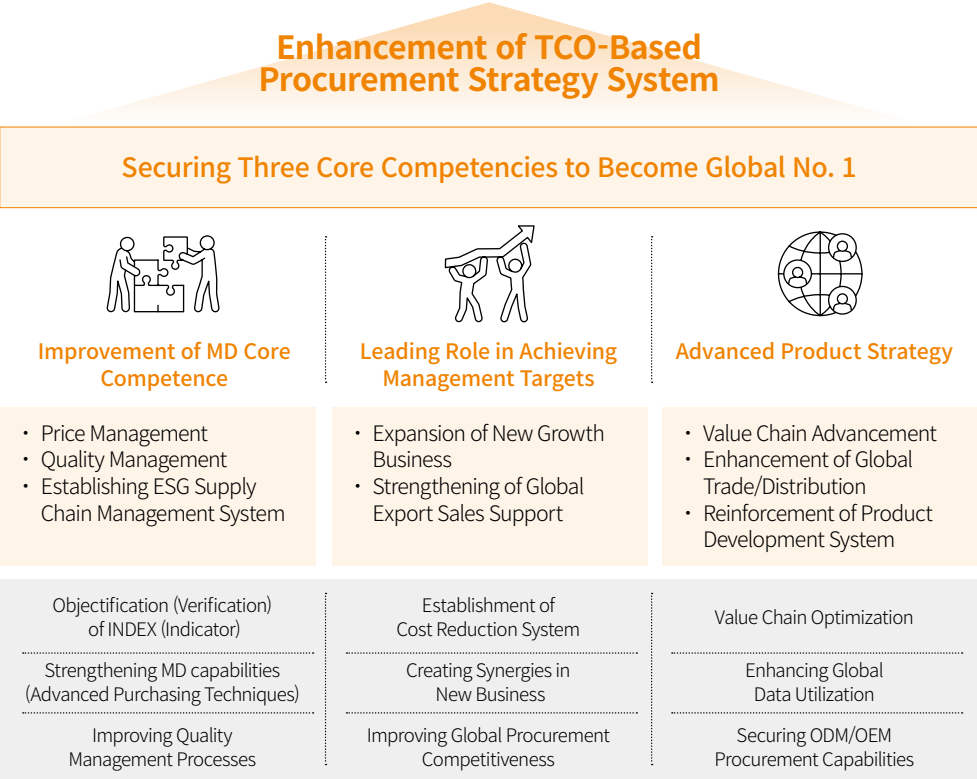 Enhancement of TCO-Based
Procurement Strategy System
Securing Three Core Competencies to Become Global No. 1
Improvement of MD Core
Competence
Leading Role in Achieving
Management Targets
Advanced Product Strategy
・ Price Management
・ Quality Management
・ Establishing ESG Supply
Chain Management System
・ Expansion of New Growth
Business
・ Strengthening of Global
Export Sales Support
・ Value Chain Advancement
・ Enhancement of Global
Trade/Distribution
・ Reinforcement of Product
Development System
Objectification (Verification)
of INDEX (Indicator)
Establishment of
Cost Reduction System
Value Chain Optimization
Strengthening MD capabilities
(Advanced Purchasing Techniques)
Creating Synergies in
New Business
Enhancing Global
Data Utilization
Improving Quality
Management Processes
Improving Global Procurement
Competitiveness
Securing ODM/OEM
Procurement Capabilities